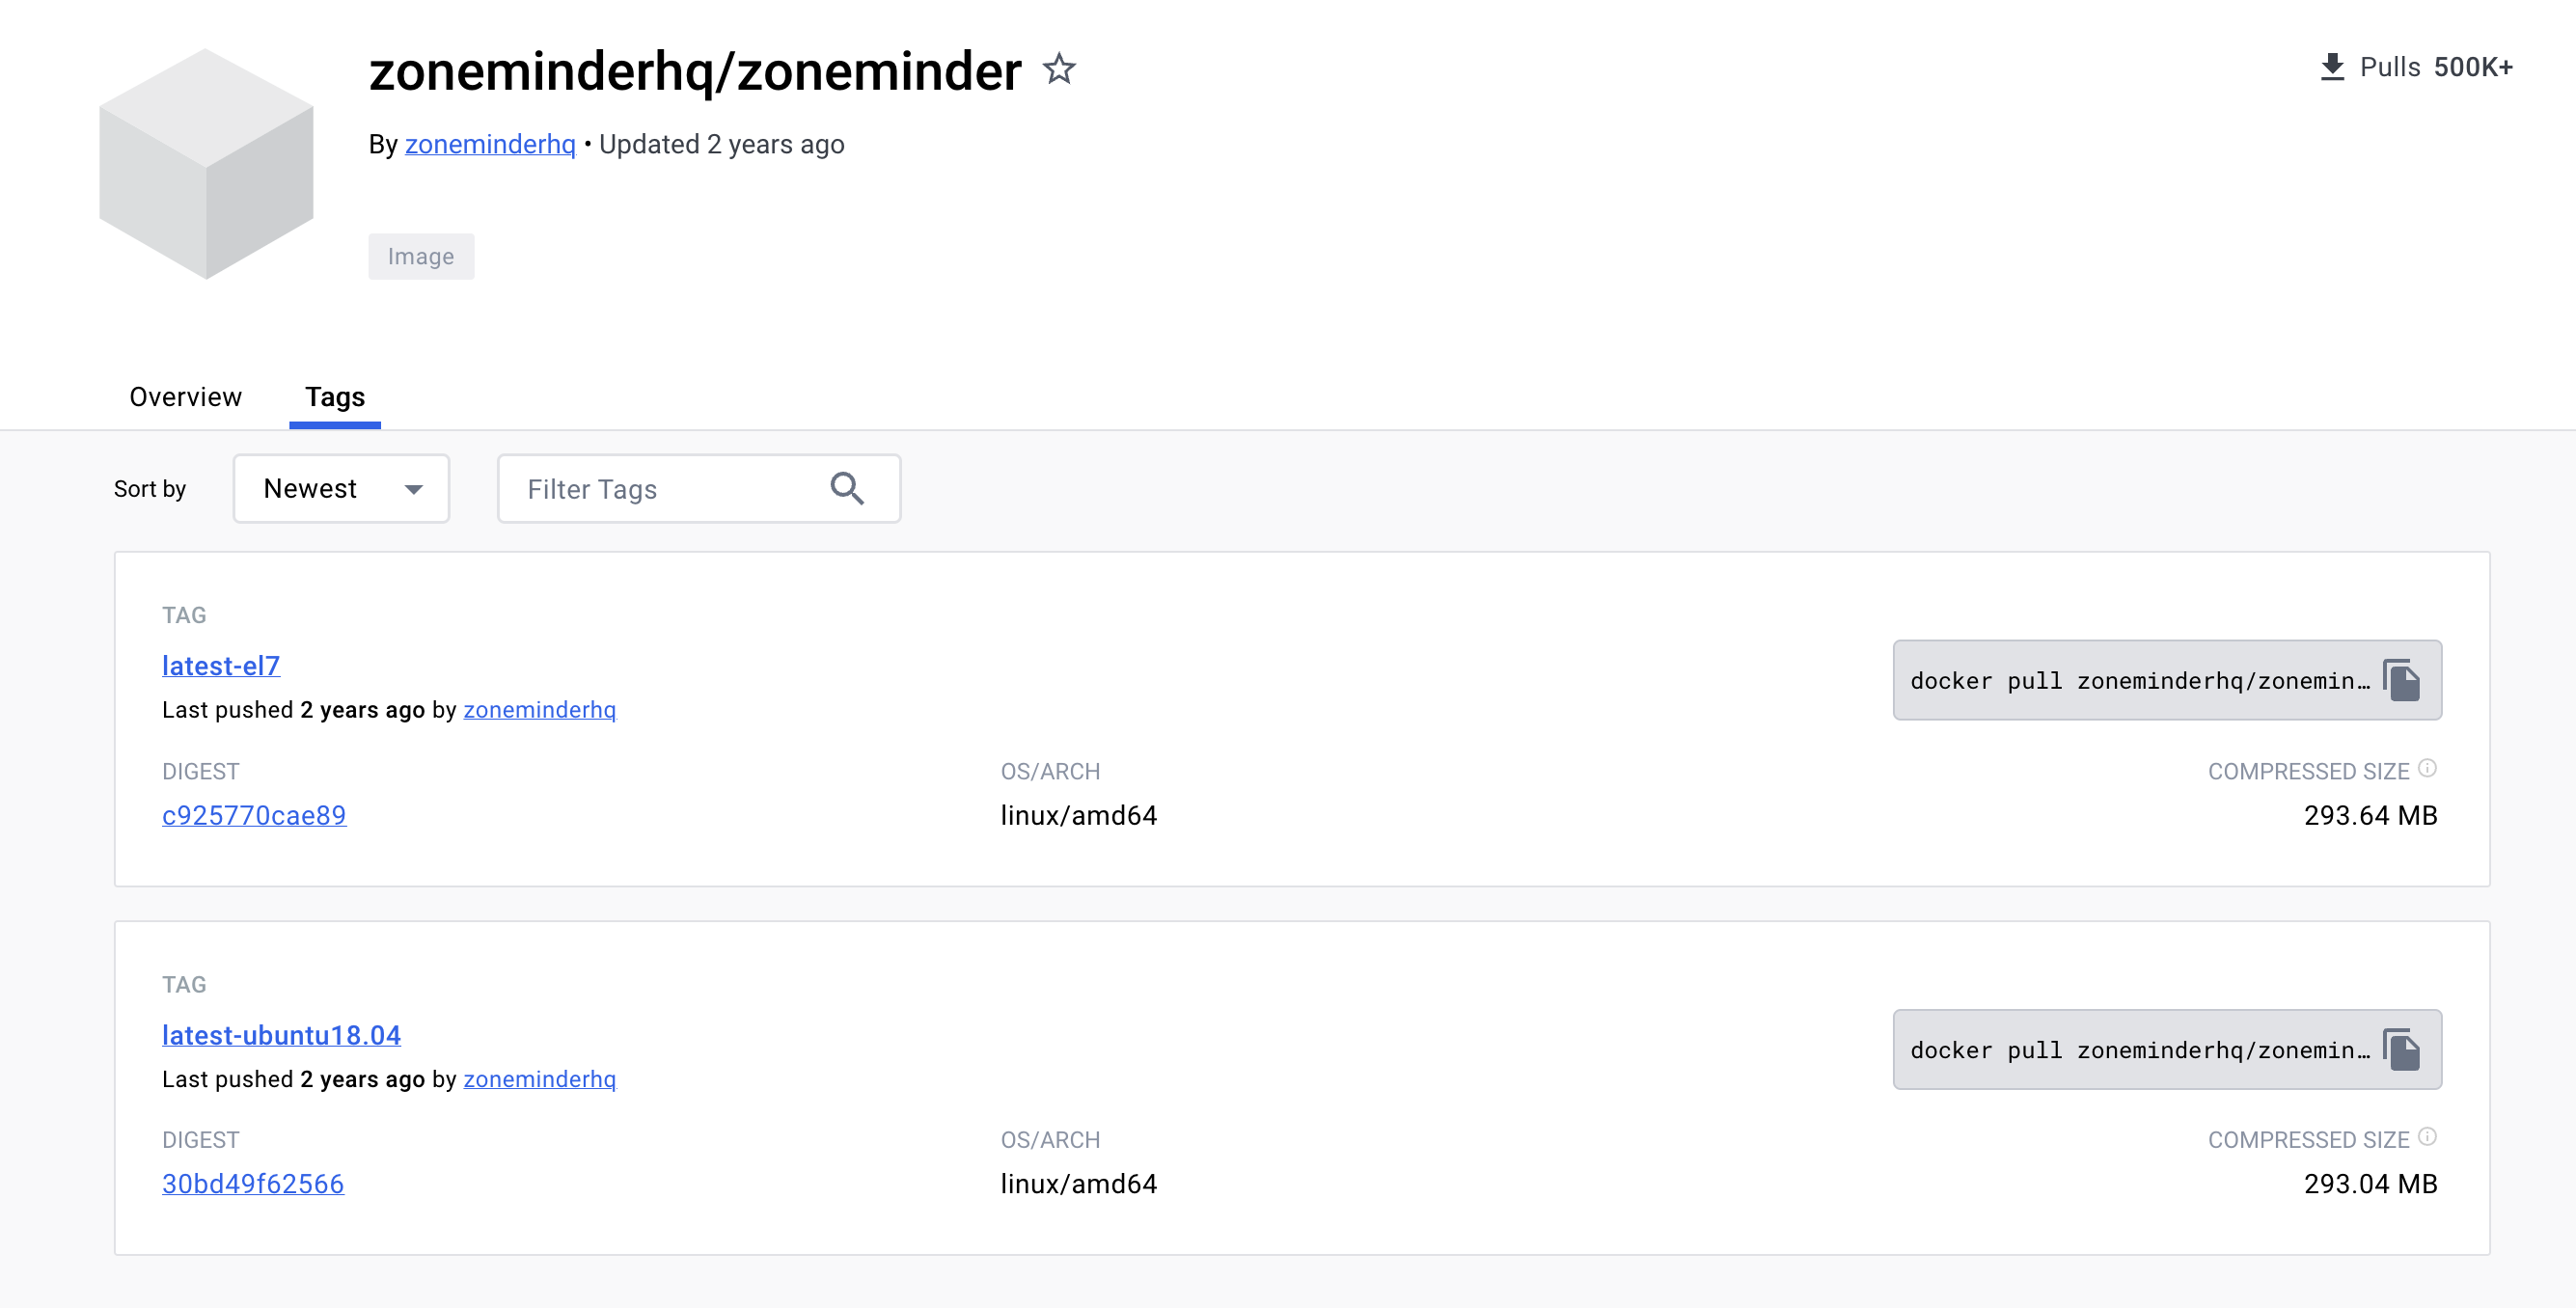 zoneminderhq/zoneminder
Pulls 500K+
By zoneminderhq • Updated 2 years ago
Image
Overview
Tags
Sort by
Newest
Filter Tags
TAG
latest-el7
docker pull zoneminderhq/zonemin…
Last pushed 2 years ago by zoneminderhq
DIGEST
OS/ARCH
COMPRESSED SIZE
c925770cae89
linux/amd64
293.64 MB
TAG
latest-ubuntu18.04
docker pull zoneminderhq/zonemin…
Last pushed 2 years ago by zoneminderhq
DIGEST
OS/ARCH
COMPRESSED SIZE
30bd49f62566
linux/amd64
293.04 MB